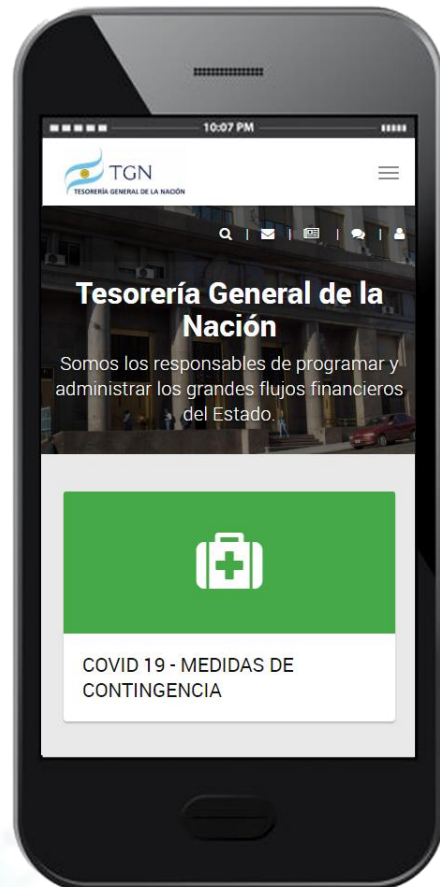 10:07 PM
TGN
TESORERÍA GENERAL DE LA NACIÓN
Tesorería General de la
Nación
Somos los responsables de programar y
administrar los grandes flujos financieros
del Estado.
COVID 19 - MEDIDAS DE
CONTINGENCIA